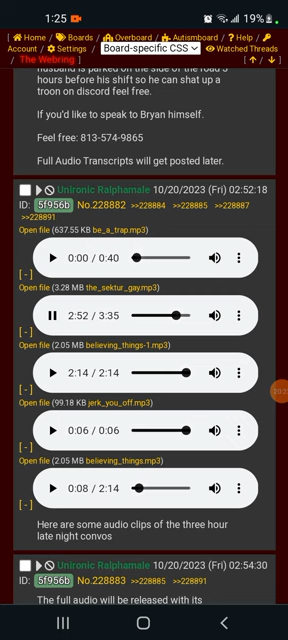 1:25 19%
[ Home / Boards / Overboard / Autismboard / ? Help /
Account / Settings / Board-specific CSS Watched Threads
/ The Webring ] [ / ]
husband is parked on the side of the road 3
hours before his shift so he can shut up a
troon on discord feel free.
If you'd like to speak to Bryan himself.
Feel free: 813-574-9865
Full Audio Transcripts will get posted later.
Unironic Ralphamale 10/20/2023 (Fri) 02:52:18
ID: 5f956b No.228882 >>228884 >>228885 >>228887
>>228891
Open file (637.55 KB be_a_trap.mp3)
0:00 / 0:40
[-]
Open file (3.28 MB the_sektur_gay.mp3)
2:52 / 3:35
[-]
Open file (2.05 MB believing_things-1.mp3)
2:14 / 2:14
[-]
Open file (99.18 KB jerk_you_off.mp3)
0:06 / 0:06
[-]
Open file (2.05 MB believing_things.mp3)
0:08 / 2:14
[-]
Here are some audio clips of the three hour
late night convos
Unironic Ralphamale 10/20/2023 (Fri) 02:54:30
ID: 5f956b No.228883 >>228885 >>228891
The full audio will be released with its